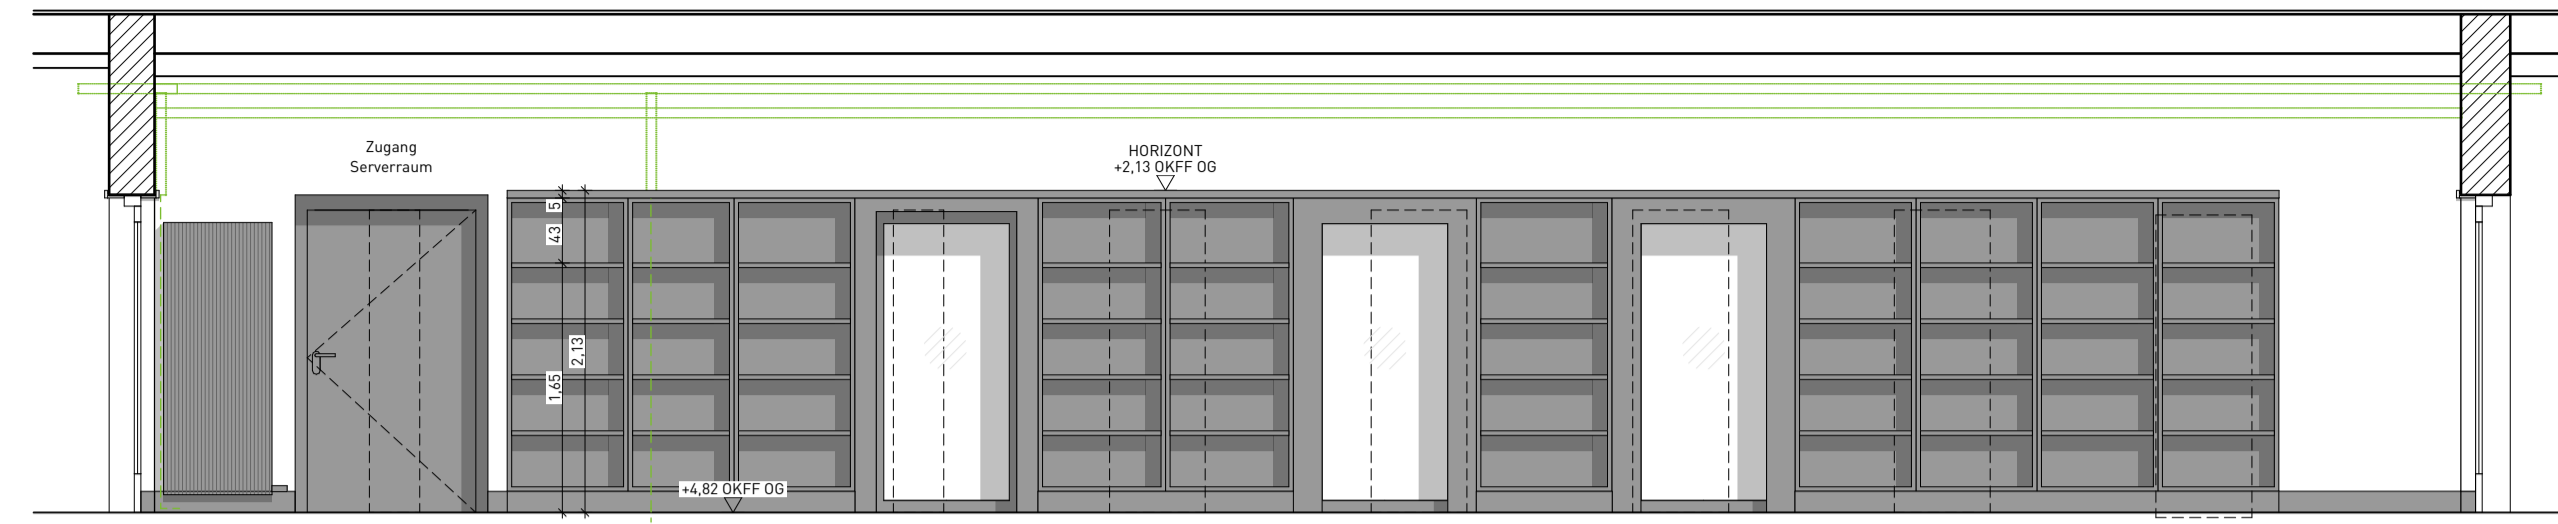 Zugang
Serverraum
HORIZONT
+2,13 OKFF OG
5
43
2,13
1,65
+4,82 OKFF OG